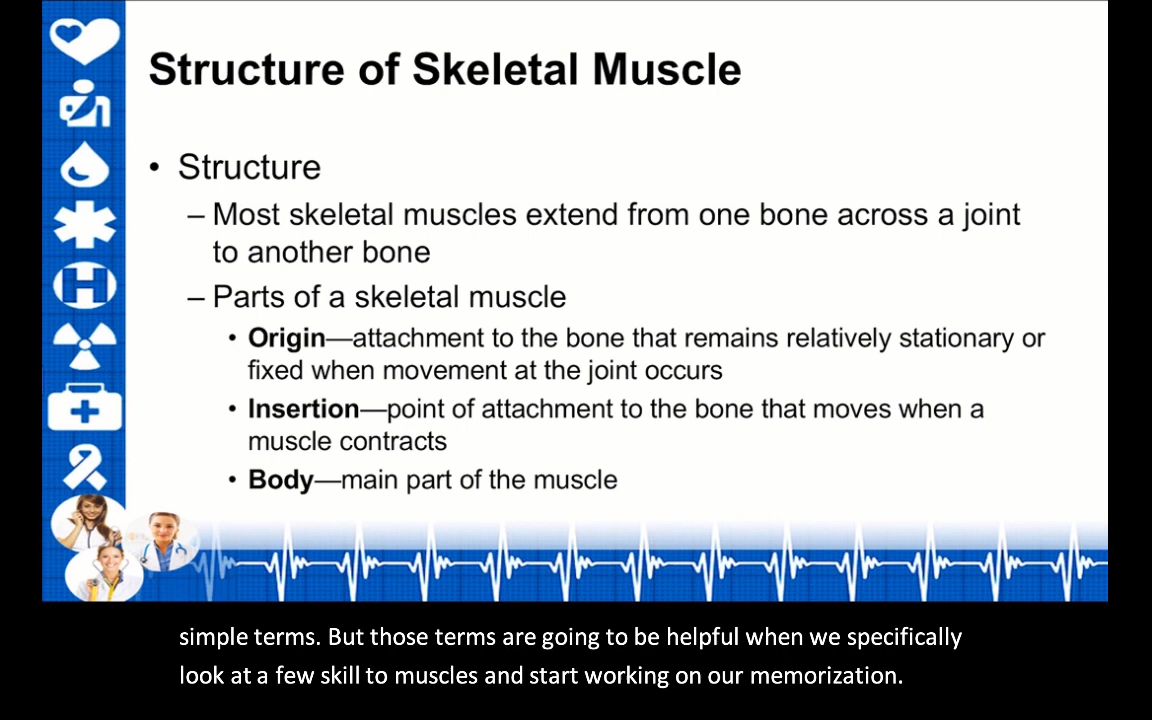 Structure of Skeletal Muscle
• Structure
– Most skeletal muscles extend from one bone across a joint
to another bone
– Parts of a skeletal muscle
• Origin—attachment to the bone that remains relatively stationary or
fixed when movement at the joint occurs
• Insertion—point of attachment to the bone that moves when a
muscle contracts
• Body—main part of the muscle
H
simple terms. But those terms are going to be helpful when we specifically
look at a few skill to muscles and start working on our memorization.